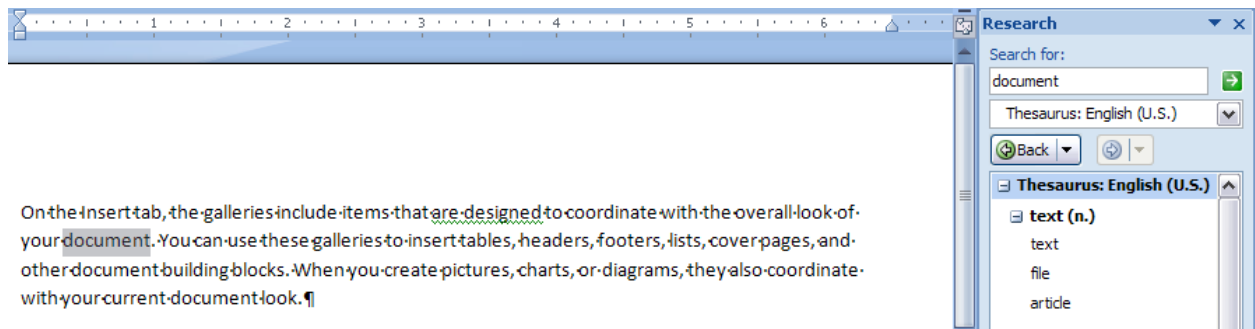 1 2 3 4 5 6
On the Insert tab, the galleries include items that are designed to coordinate with the overall look of
your document. You can use these galleries to insert tables, headers, footers, lists, cover pages, and
other document building blocks. When you create pictures, charts, or diagrams, they also coordinate
with your current document look.¶
Research
Search for:
document
Thesaurus: English (U.S.)
Back
Thesaurus: English (U.S.)
text (n.)
text
file
article